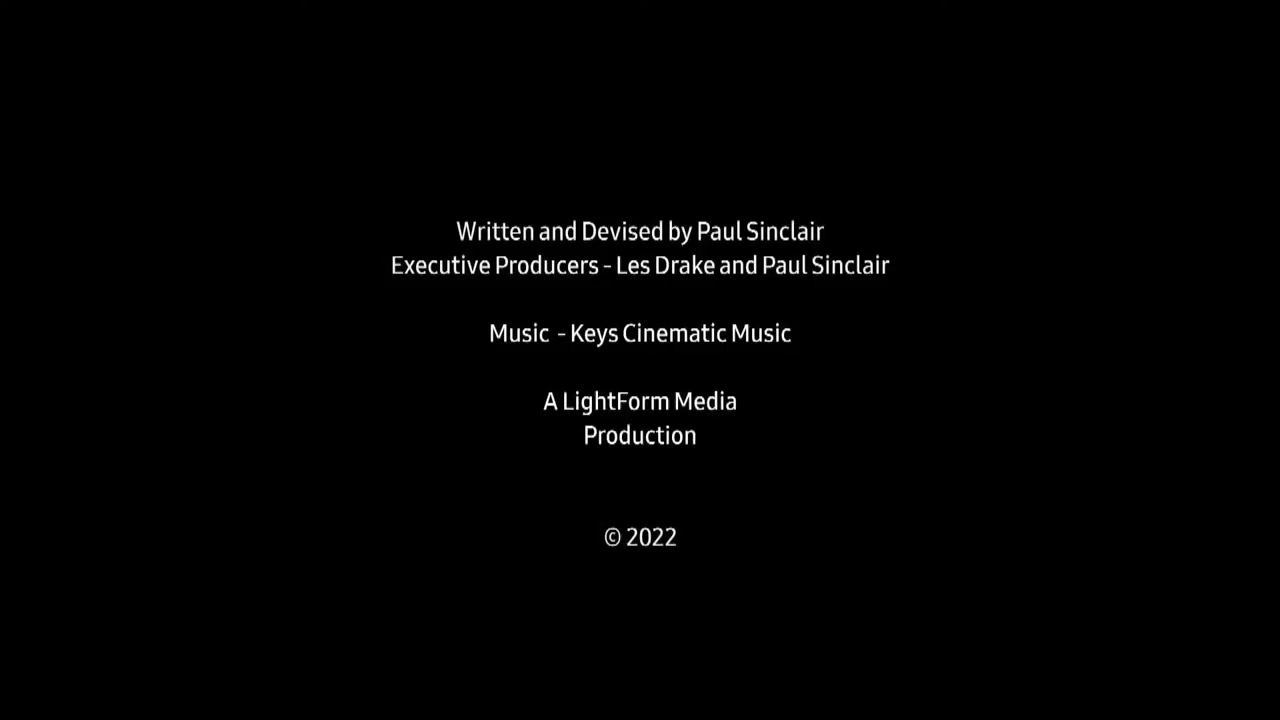 Written and Devised by Paul Sinclair
Executive Producers - Les Drake and Paul Sinclair
Music - Keys Cinematic Music
A LightForm Media
Production
© 2022